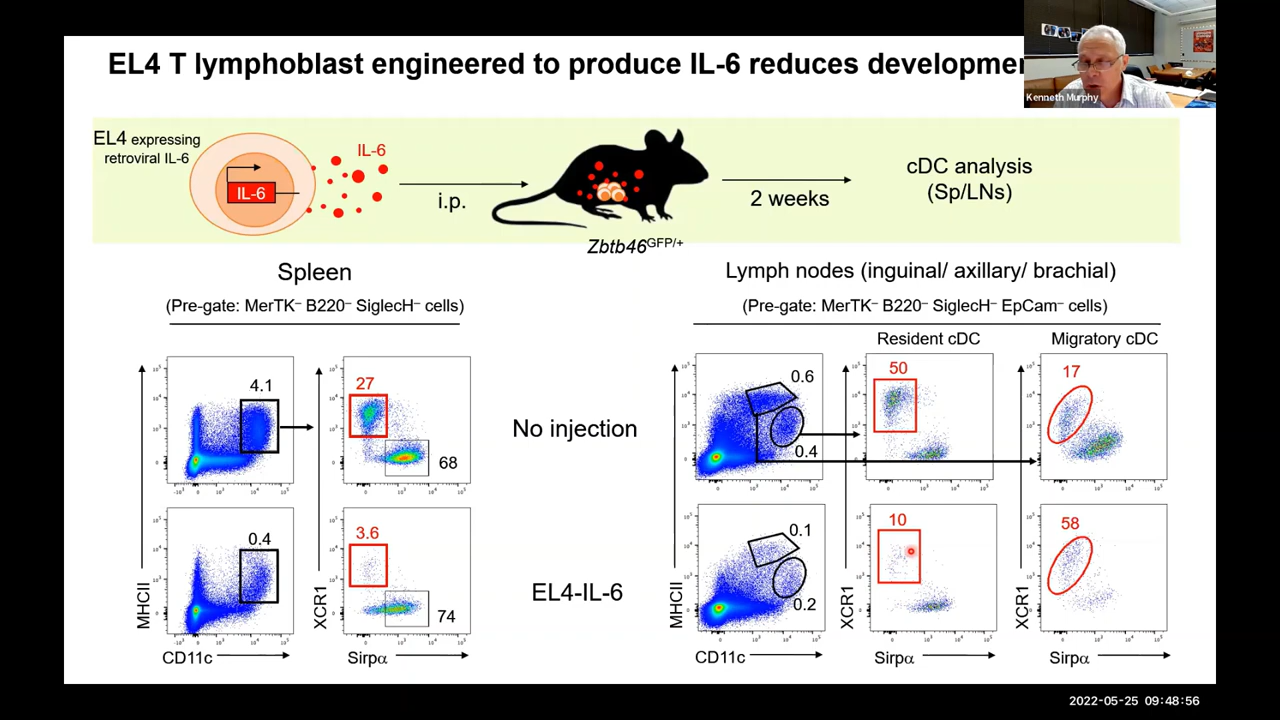 EL4 T lymphoblast engineered to produce IL-6 reduces
Kenneth Murphy
EL4 expressing
retroviral IL-6
IL-6
IL-6
i.p.
Zbtb46GFP/+
2 weeks
cDC analysis
(Sp/LNs)
Spleen
(Pre-gate: MerTK– B220– SiglecH– cells)
Lymph nodes (inguinal/ axillary/ brachial)
(Pre-gate: MerTK– B220– SiglecH– EpCam– cells)
Resident cDC
Migratory cDC
4.1
27
68
No injection
0.6
0.4
50
17
0.4
3.6
74
EL4-IL-6
0.1
0.2
10
58
MHCII
XCR1
MHCII
XCR1
XCR1
CD11c
Sirpα
CD11c
Sirpα
Sirpα
2022-05-25 09:48:56